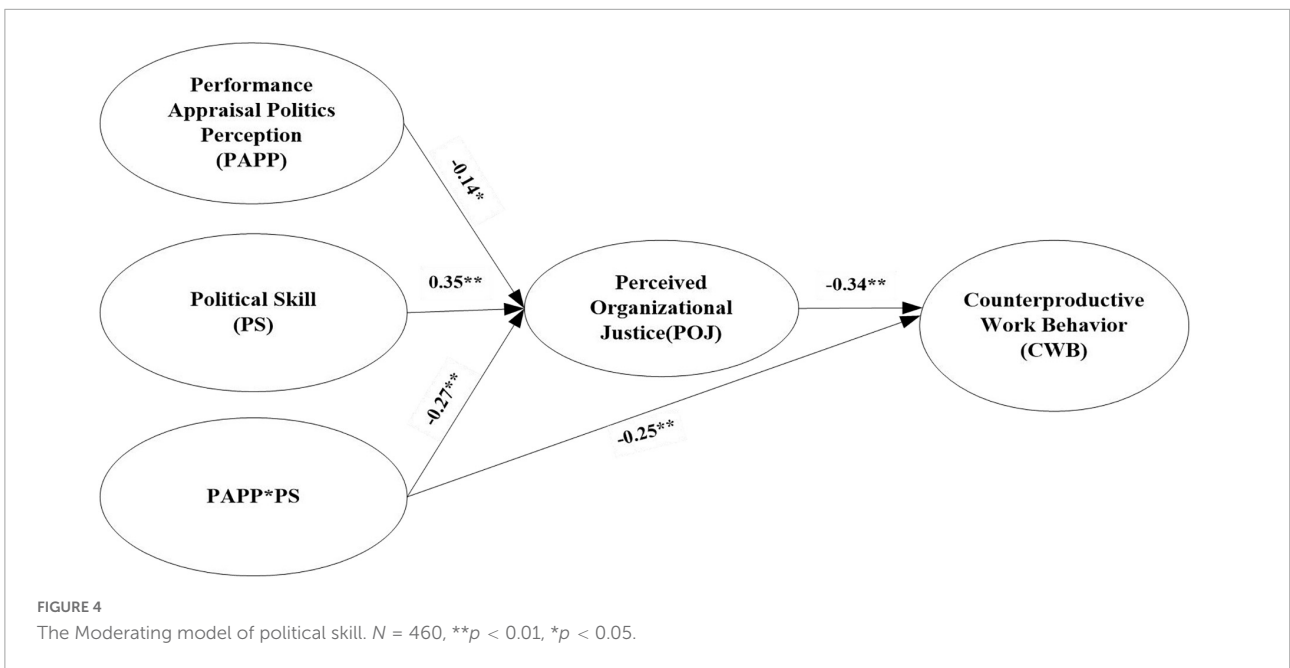 Performance
Appraisal Politics
Perception
(PAPP)
-0.14*
Political Skill
(PS)
0.35**
Perceived
Organizational
Justice(POJ)
-0.34**
Counterproductive
Work Behavior
(CWB)
-0.27**
-0.25**
PAPP*PS
FIGURE 4
The Moderating model of political skill. N = 460, **p < 0.01, *p < 0.05.